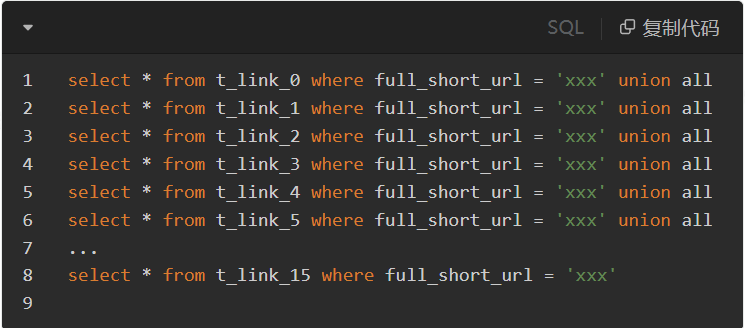 SQL 复制代码
1 select * from t_link_0 where full_short_url = 'xxx' union all
2 select * from t_link_1 where full_short_url = 'xxx' union all
3 select * from t_link_2 where full_short_url = 'xxx' union all
4 select * from t_link_3 where full_short_url = 'xxx' union all
5 select * from t_link_4 where full_short_url = 'xxx' union all
6 select * from t_link_5 where full_short_url = 'xxx' union all
7 ...
8 select * from t_link_15 where full_short_url = 'xxx'
9